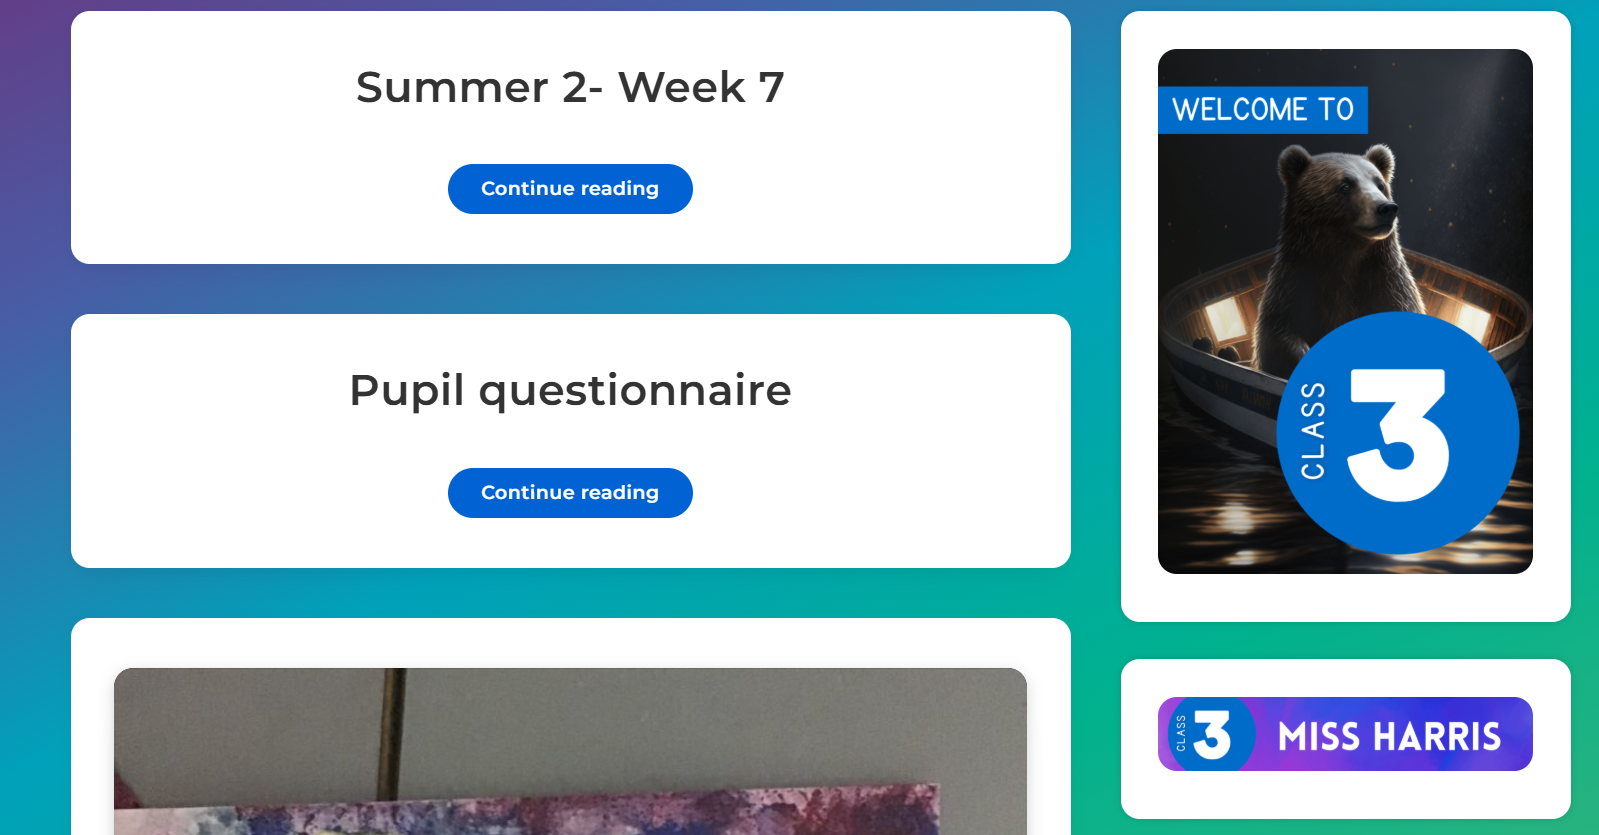 Summer 2- Week 7
Continue reading
Pupil questionnaire
Continue reading
WELCOME TO
CLASS
3
CLASS
3
MISS HARRIS